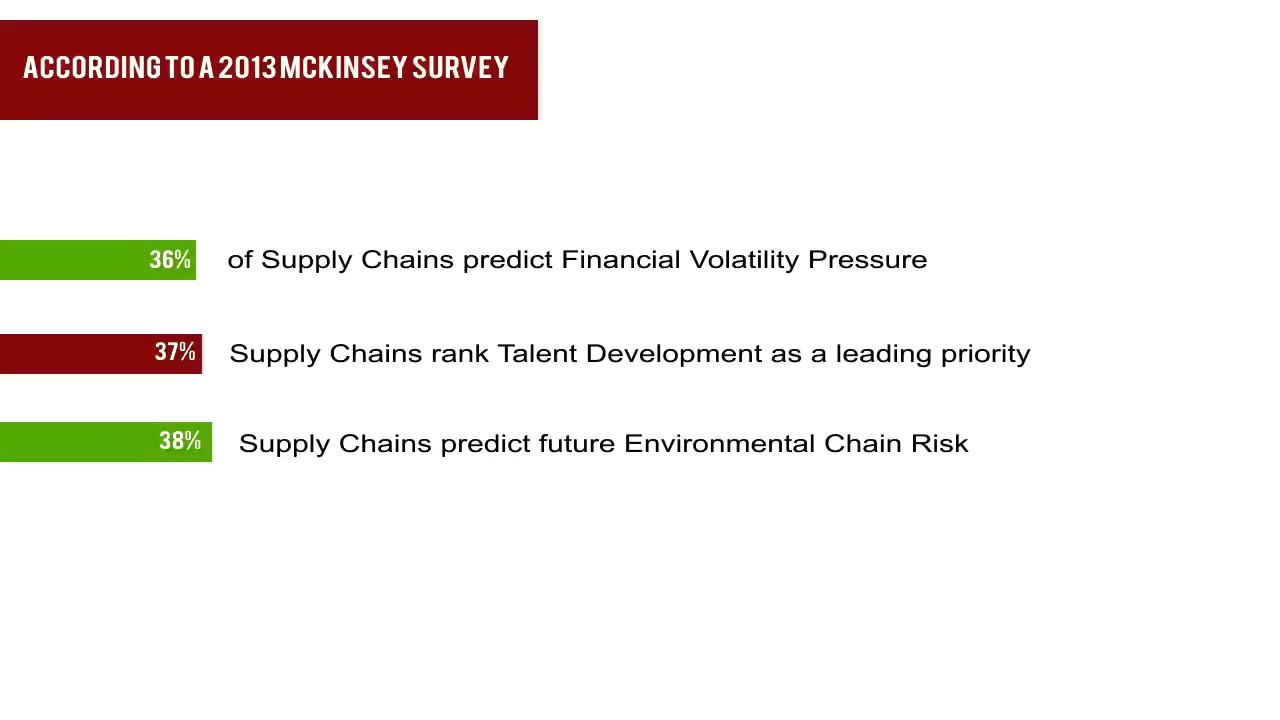 ACCORDING TO A 2013 MCKINSEY SURVEY
36% of Supply Chains predict Financial Volatility Pressure
37% Supply Chains rank Talent Development as a leading priority
38% Supply Chains predict future Environmental Chain Risk